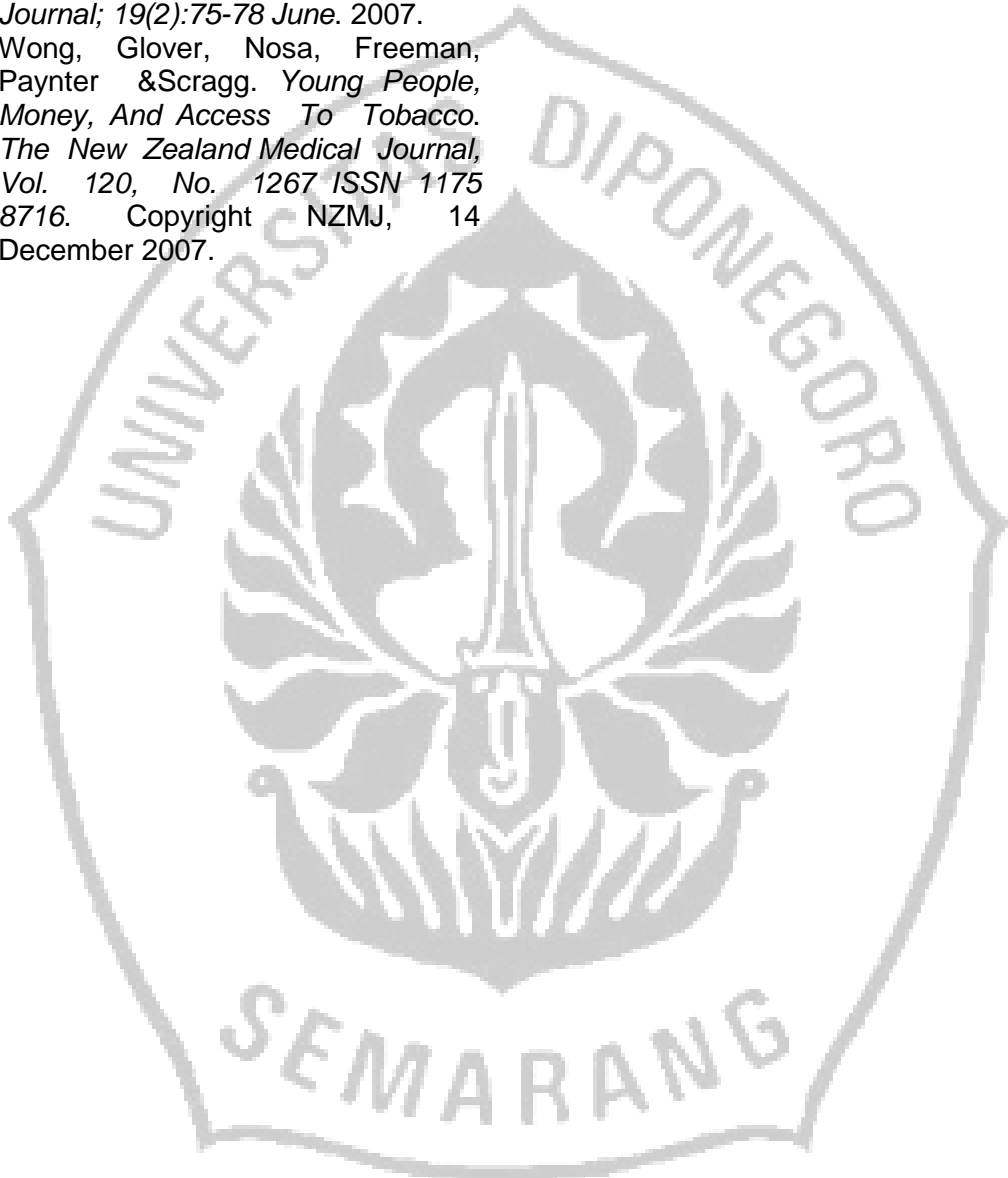 Journal; 19(2):75-78 June. 2007.
Wong, Glover, Nosa, Freeman,
Paynter &Scragg. Young People,
Money, And Access To Tobacco.
The New Zealand Medical Journal,
Vol. 120, No. 1267 ISSN 1175
8716. Copyright NZMJ, 14
December 2007.
UNIVERSITAS DIPONEGORO
SEMARANG